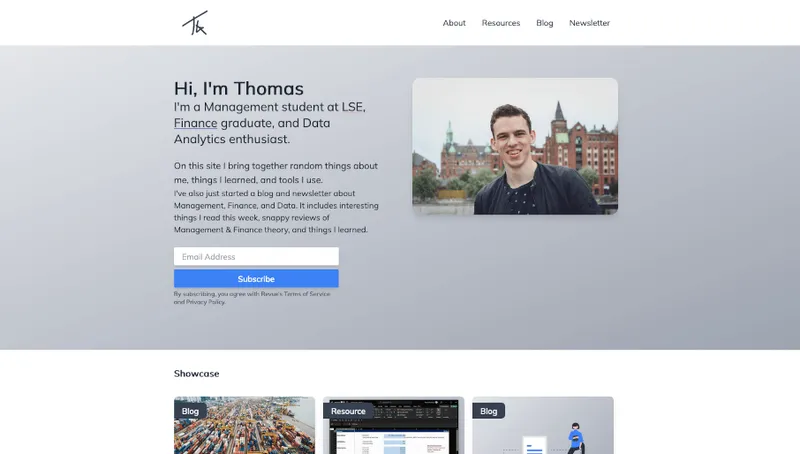 About Resources Blog Newsletter
Hi, I'm Thomas
I'm a Management student at LSE,
Finance graduate, and Data
Analytics enthusiast.
On this site I bring together random things about
me, things I learned, and tools I use.
I've also just started a blog and newsletter about
Management, Finance, and Data. It includes interesting
things I read this week, snappy reviews of
Management & Finance theory, and things I learned.
Email Address
Subscribe
By subscribing, you agree with Revue's Terms of Service
and Privacy Policy.
Showcase
Blog Resource Blog